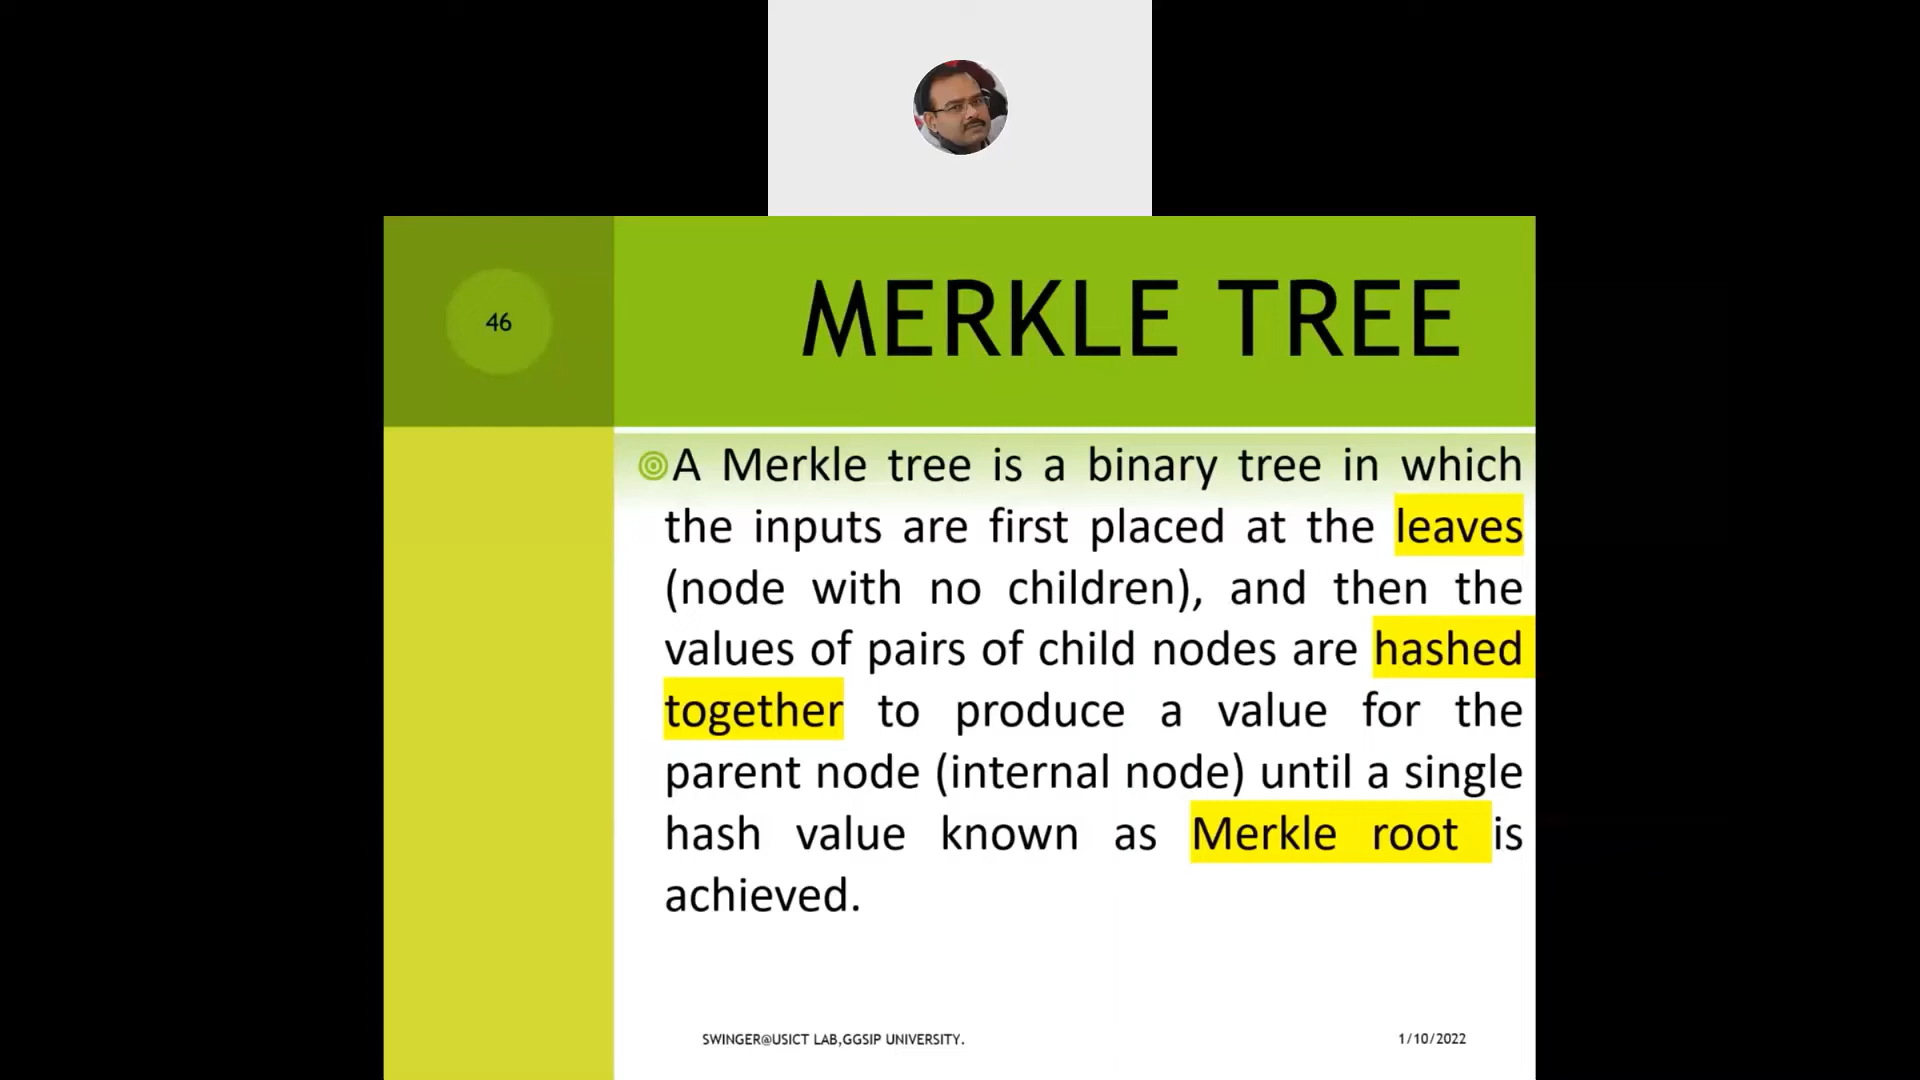 46
MERKLE TREE
A Merkle tree is a binary tree in which
the inputs are first placed at the leaves
(node with no children), and then the
values of pairs of child nodes are hashed
together to produce a value for the
parent node (internal node) until a single
hash value known as Merkle root is
achieved.
SWINGER@USICT LAB,GGSIP UNIVERSITY.
1/10/2022